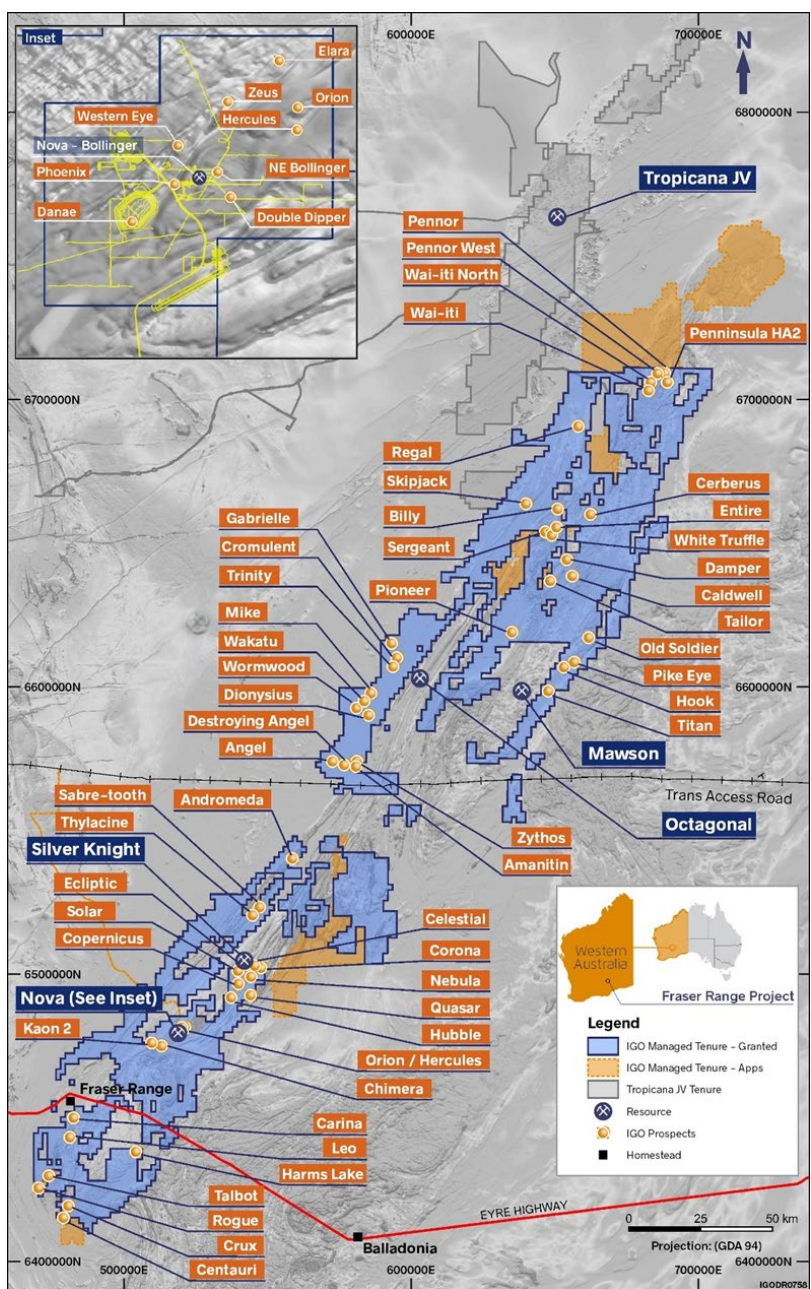 600000E
700000E
Inset
Elara
Zeus
Orion
Western Eye
Hercules
Nova - Bollinger
Phoenix
NE Bollinger
Danae
Double Dipper
N
6800000N
6800000N
Tropicana JV
Pennor
Pennor West
Wai-iti North
Wai-iti
Penninsula HA2
6700000N
6700000N
Regal
Skipjack
Billy
Sergeant
Cerberus
Entire
White Truffle
Damper
Caldwell
Tailor
Pioneer
Gabrielle
Cromulent
Trinity
Mike
Wakatu
Wormwood
Dionysius
Destroying Angel
Angel
Old Soldier
Pike Eye
Hook
Titan
6600000N
6600000N
Mawson
Trans Access Road
Octagonal
Zythos
Amanitin
Sabre-tooth
Andromeda
Thylacine
Silver Knight
Ecliptic
Solar
Copernicus
Celestial
Corona
Nebula
Quasar
Hubble
6500000N
Nova (See Inset)
Kaon 2
Orion / Hercules
Chimera
Fraser Range
Carina
Leo
Harms Lake
Talbot
Rogue
Crux
Centauri
EYRE HIGHWAY
Balladonia
Western
Australia
Fraser Range Project
Legend
IGO Managed Tenure - Granted
IGO Managed Tenure - Apps
Tropicana JV Tenure
Resource
IGO Prospects
Homestead
0 25 50 km
Projection: (GDA 94)
6400000N
500000E
600000E
700000E
6400000N
IGODR0758